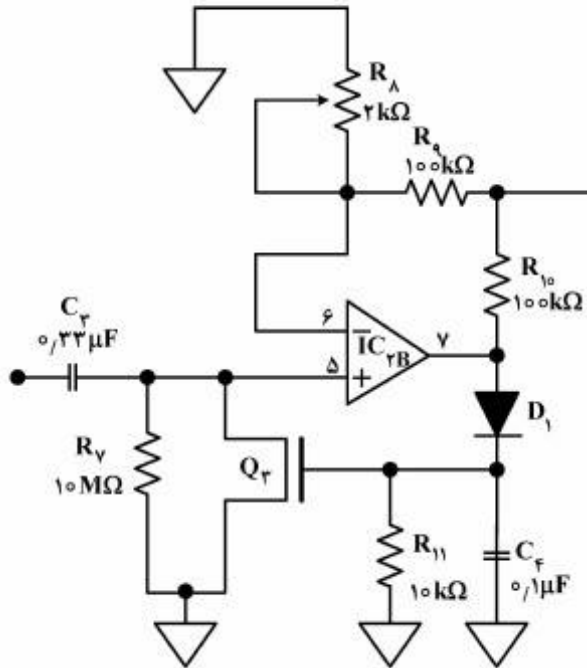 R۸
۲kΩ
R۹
۱۰۰kΩ
R۱۰
۱۰۰kΩ
C۳
۰/۳۳μF
۶
IC۲B
۷
۵
D۱
R۷
۱۰MΩ
Q۳
R۱۱
۱۰kΩ
C۴
۰/۱μF